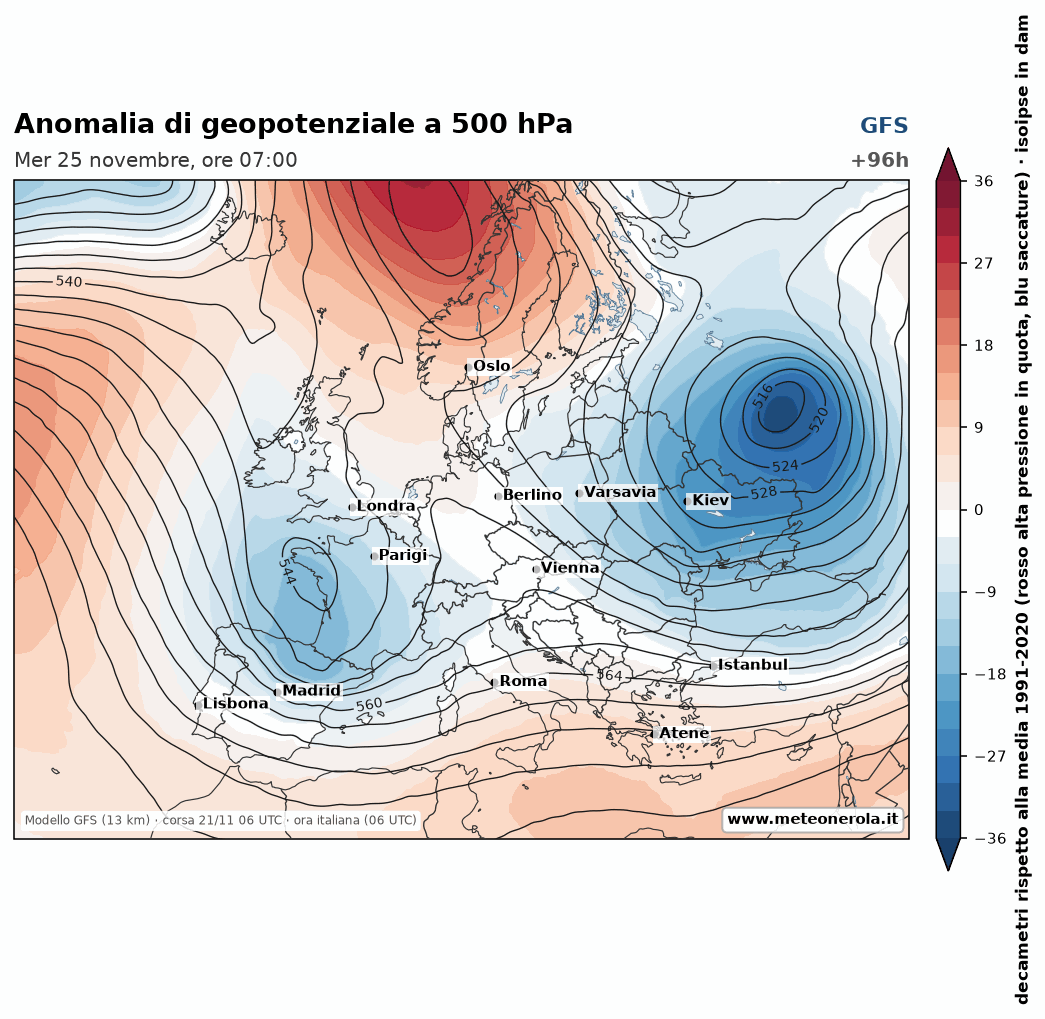 Anomalia di geopotenziale a 500 hPa
GFS
Mer 25 novembre, ore 07:00
+96h
540
Oslo
516
520
524
528
Londra
Berlino
Varsavia
Kiev
Parigi
Vienna
544
Istanbul
564
Roma
Madrid
Lisbona
560
Atene
Modello GFS (13 km) · corsa 21/11 06 UTC · ora italiana (06 UTC)
www.meteonerola.it
36
27
18
9
0
−9
−18
−27
−36
decametri rispetto alla media 1991-2020 (rosso alta pressione in quota, blu saccature) · isoipse in dam